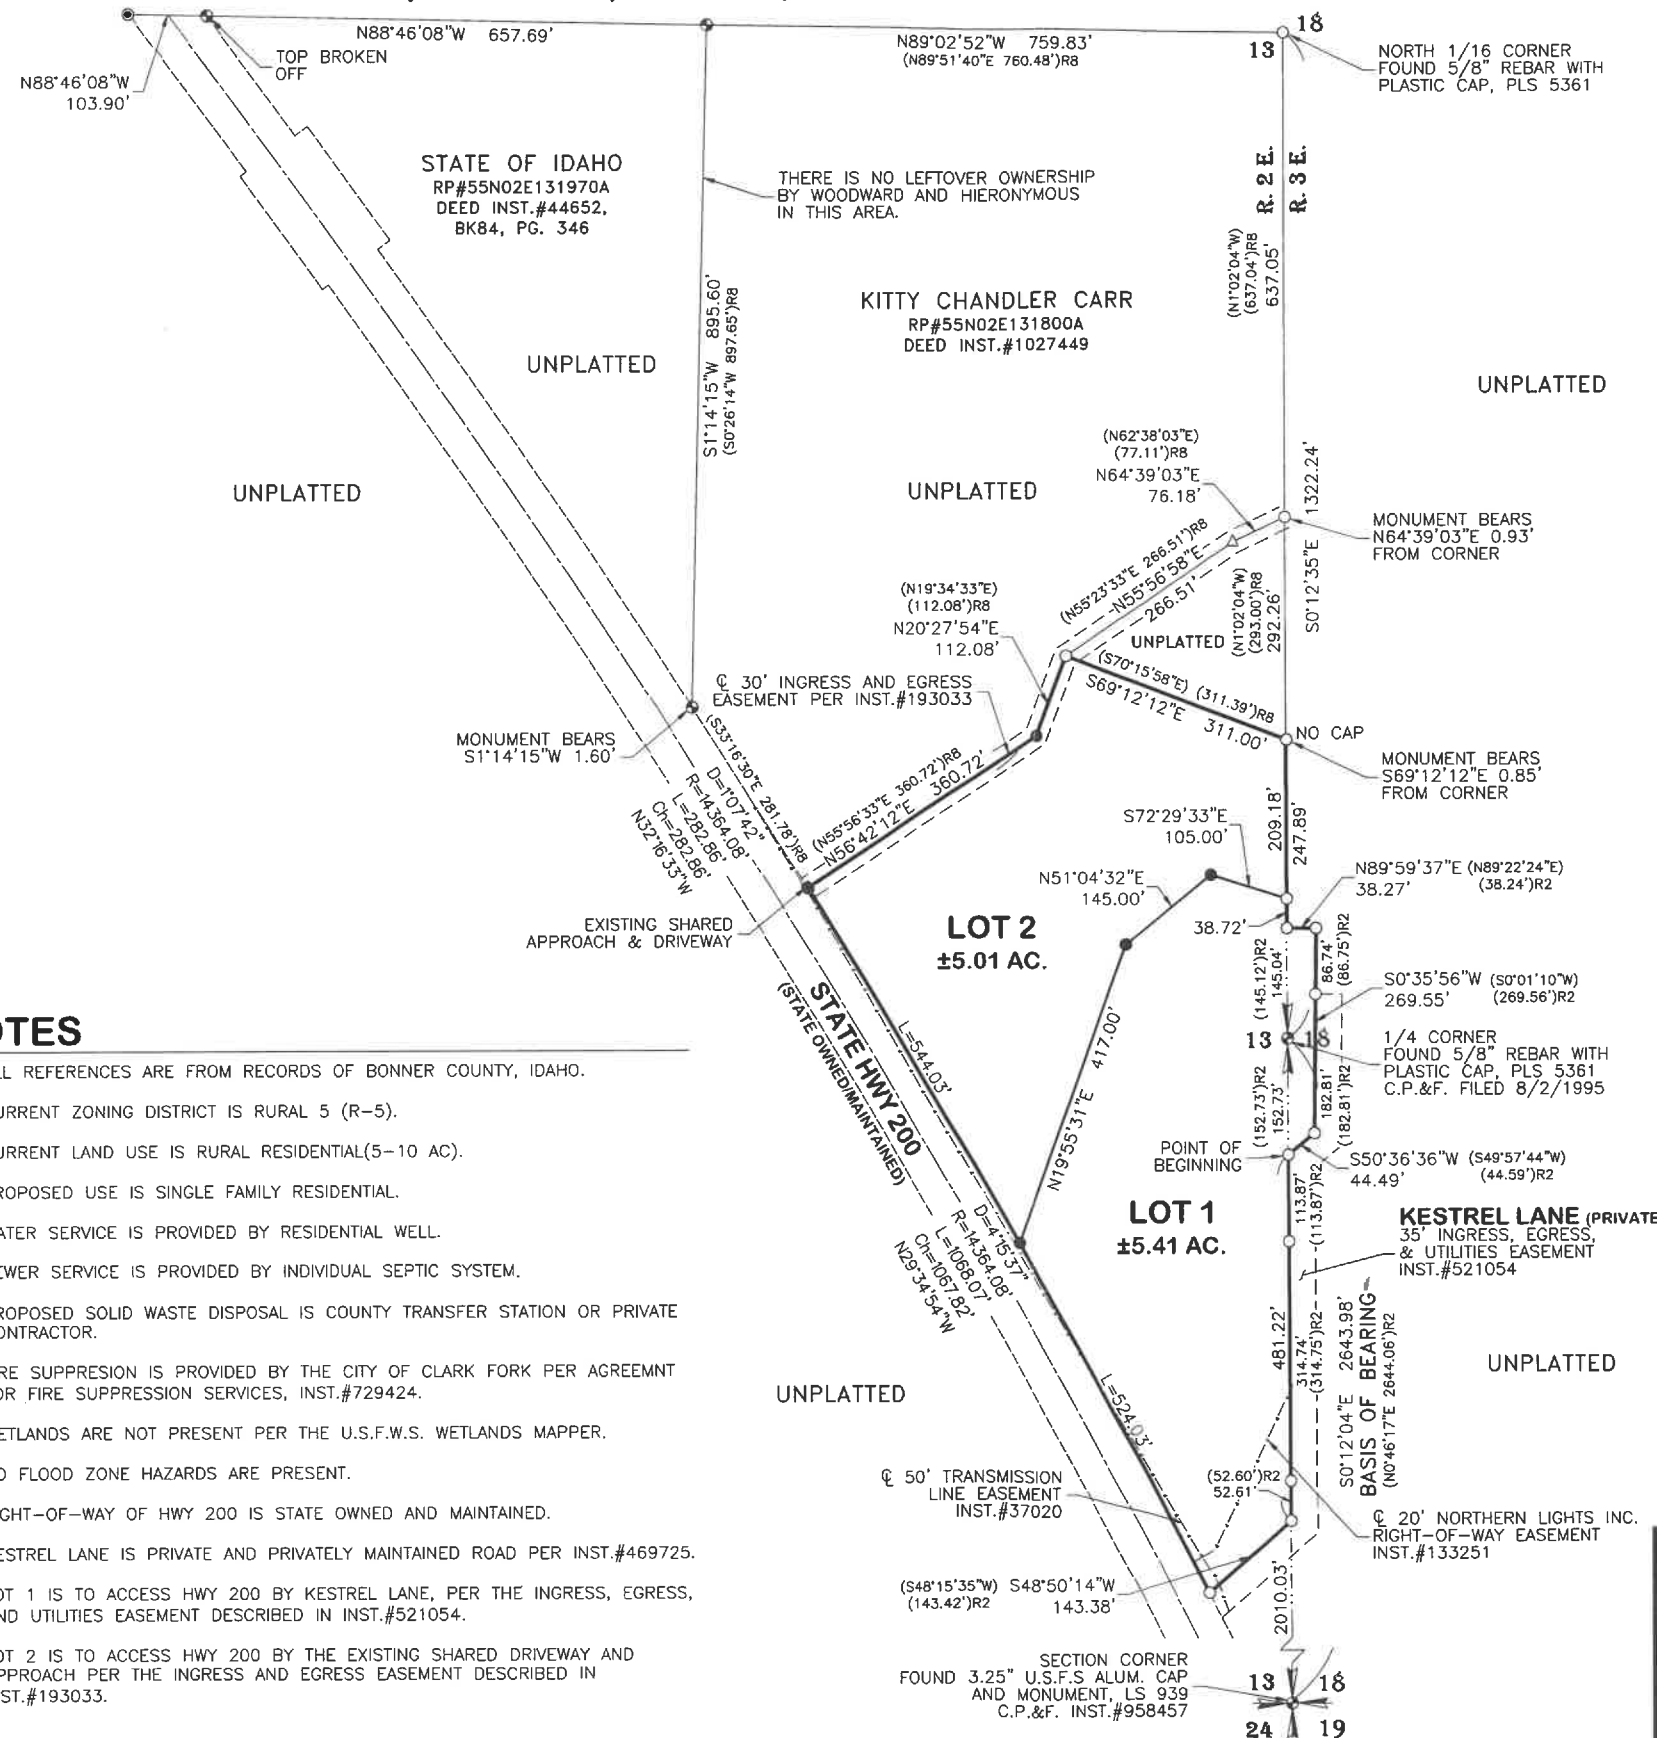 N88°46'08"W 657.69'
N89°02'52"W 759.83'
(N89°51'40"E 760.48')R8
18
13
TOP BROKEN
OFF
N88°46'08"W
103.90'
NORTH 1/16 CORNER
FOUND 5/8" REBAR WITH
PLASTIC CAP, PLS 5361
STATE OF IDAHO
RP#55N02E131970A
DEED INST.#44652,
BK84, PG. 346
THERE IS NO LEFTOVER OWNERSHIP
BY WOODWARD AND HIERONYMOUS
IN THIS AREA.
R. 2 E.
R. 3 E.
(N1°02'04"W)
(637.04')R8
637.05'
S1°14'15"W 895.60'
(S0°26'14"W 897.65')R8
KITTY CHANDLER CARR
RP#55N02E131800A
DEED INST.#1027449
UNPLATTED
UNPLATTED
UNPLATTED
UNPLATTED
(N62°38'03"E)
(77.11')R8
N64°39'03"E
76.18'
S0°12'35"E 1322.24'
MONUMENT BEARS
N64°39'03"E 0.93'
FROM CORNER
(N55°23'33"E 266.51')R8
N55°56'58"E
266.51'
(N19°34'33"E)
(112.08')R8
N20°27'54"E
112.08'
UNPLATTED
(N1°02'04"W)
(293.00')R8
292.26'
(S70°15'58"E) (311.39')R8
S69°12'12"E 311.00'
NO CAP
MONUMENT BEARS
S69°12'12"E 0.85'
FROM CORNER
℄ 30' INGRESS AND EGRESS
EASEMENT PER INST.#193033
MONUMENT BEARS
S1°14'15"W 1.60'
(S33°16'30"E 281.78')R8
D=1°07'42"
R=14364.08'
L=282.86'
Ch=282.86'
N32°16'33"W
(N55°56'33"E 360.72')R8
N56°42'12"E 360.72'
209.18'
247.89'
S72°29'33"E
105.00'
N51°04'32"E
145.00'
N89°59'37"E (N89°22'24"E)
38.27' (38.24')R2
38.72'
EXISTING SHARED
APPROACH & DRIVEWAY
LOT 2
±5.01 AC.
(145.12')R2
145.04'
86.74'
(86.75')R2
S0°35'56"W (S0°01'10"W)
269.55' (269.56')R2
13 18
1/4 CORNER
FOUND 5/8" REBAR WITH
PLASTIC CAP, PLS 5361
C.P.&F. FILED 8/2/1995
STATE HWY 200
(STATE OWNED/MAINTAINED)
L=544.03'
N19°55'31"E 417.00'
(152.73')R2
152.73'
182.81'
(182.81')R2
POINT OF
BEGINNING
S50°36'36"W (S49°57'44"W)
44.49' (44.59')R2
113.87'
(113.87')R2
LOT 1
±5.41 AC.
KESTREL LANE (PRIVATE
35' INGRESS, EGRESS,
& UTILITIES EASEMENT
INST.#521054
D=4°15'37"
R=14364.08'
L=1068.07'
Ch=1067.82'
N29°34'54"W
481.22'
314.74'
(314.75')R2
S0°12'04"E 2643.98'
BASIS OF BEARING
(N0°46'17"E 2644.06')R2
UNPLATTED
UNPLATTED
L=524.03'
℄ 50' TRANSMISSION
LINE EASEMENT
INST.#37020
(52.60')R2
52.61'
℄ 20' NORTHERN LIGHTS INC.
RIGHT-OF-WAY EASEMENT
INST.#133251
(S48°15'35"W) S48°50'14"W
(143.42')R2 143.38'
2010.03'
SECTION CORNER
FOUND 3.25" U.S.F.S ALUM. CAP
AND MONUMENT, LS 939
C.P.&F. INST.#958457
13 18
24 19
OTES
LL REFERENCES ARE FROM RECORDS OF BONNER COUNTY, IDAHO.
URRENT ZONING DISTRICT IS RURAL 5 (R-5).
URRENT LAND USE IS RURAL RESIDENTIAL(5-10 AC).
ROPOSED USE IS SINGLE FAMILY RESIDENTIAL.
ATER SERVICE IS PROVIDED BY RESIDENTIAL WELL.
EWER SERVICE IS PROVIDED BY INDIVIDUAL SEPTIC SYSTEM.
ROPOSED SOLID WASTE DISPOSAL IS COUNTY TRANSFER STATION OR PRIVATE
ONTRACTOR.
RE SUPPRESION IS PROVIDED BY THE CITY OF CLARK FORK PER AGREEMNT
OR FIRE SUPPRESSION SERVICES, INST.#729424.
ETLANDS ARE NOT PRESENT PER THE U.S.F.W.S. WETLANDS MAPPER.
O FLOOD ZONE HAZARDS ARE PRESENT.
IGHT-OF-WAY OF HWY 200 IS STATE OWNED AND MAINTAINED.
ESTREL LANE IS PRIVATE AND PRIVATELY MAINTAINED ROAD PER INST.#469725.
OT 1 IS TO ACCESS HWY 200 BY KESTREL LANE, PER THE INGRESS, EGRESS,
ND UTILITIES EASEMENT DESCRIBED IN INST.#521054.
OT 2 IS TO ACCESS HWY 200 BY THE EXISTING SHARED DRIVEWAY AND
PPROACH PER THE INGRESS AND EGRESS EASEMENT DESCRIBED IN
ST.#193033.